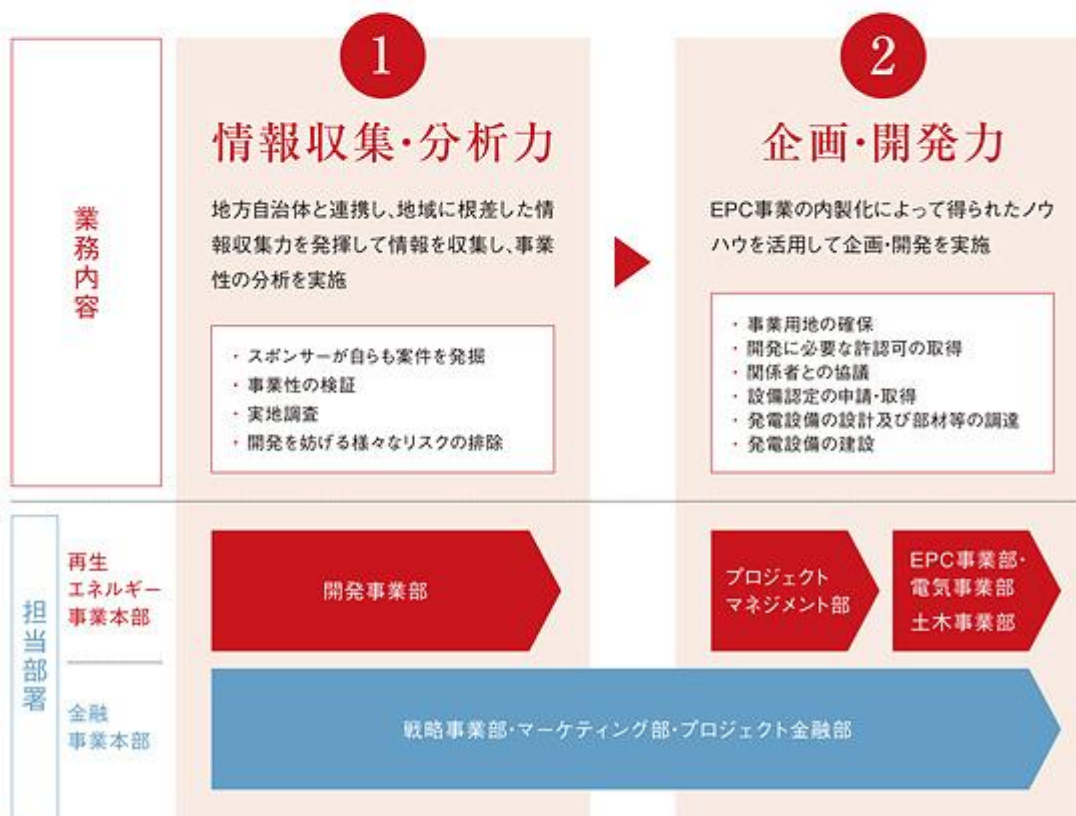 1
情報収集・分析力
地方自治体と連携し、地域に根差した情
報収集力を発揮して情報を収集し、事業
性の分析を実施
・スポンサーが自らも案件を発掘
・事業性の検証
・実地調査
・開発を妨げる様々なリスクの排除
2
企画・開発力
EPC事業の内製化によって得られたノウ
ハウを活用して企画・開発を実施
・事業用地の確保
・開発に必要な許認可の取得
・関係者との協議
・設備認定の申請・取得
・発電設備の設計及び部材等の調達
・発電設備の建設
業務内容
担当部署
再生
エネルギー
事業本部
開発事業部
プロジェクト
マネジメント部
EPC事業部・
電気事業部
土木事業部
金融
事業本部
戦略事業部・マーケティング部・プロジェクト金融部